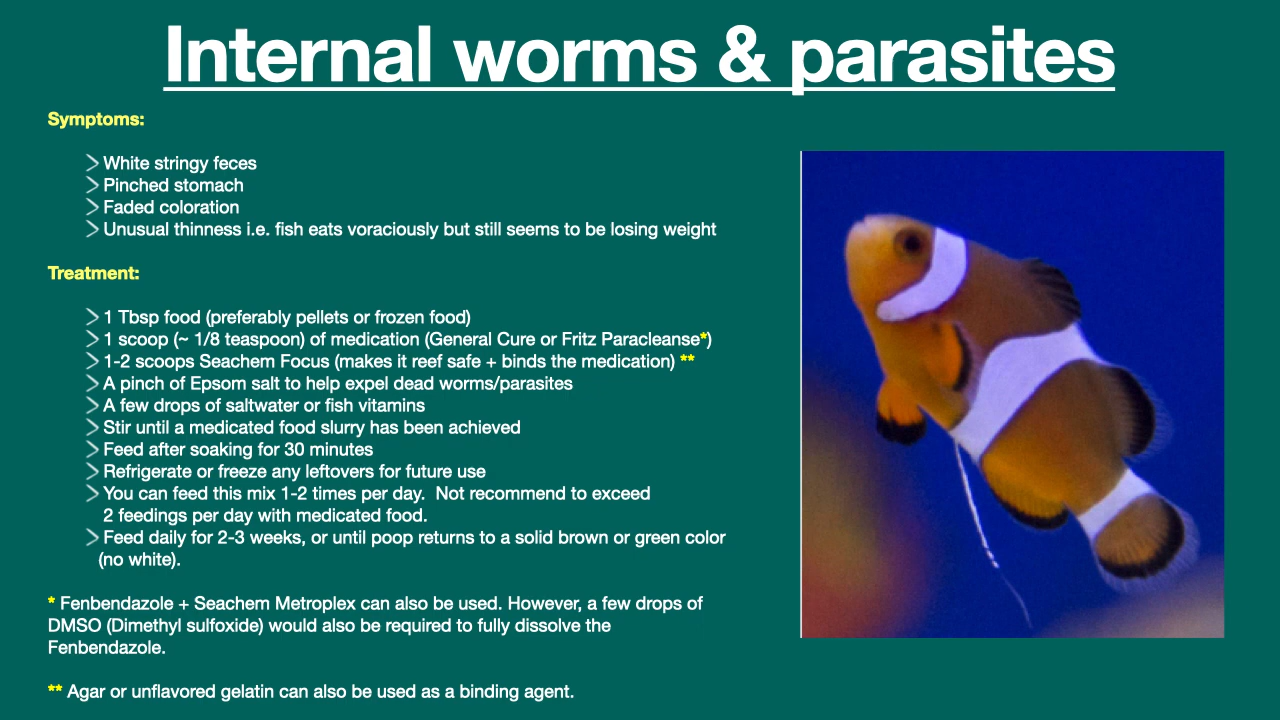 Internal worms & parasites
Symptoms:
> White stringy feces
> Pinched stomach
> Faded coloration
> Unusual thinness i.e. fish eats voraciously but still seems to be losing weight
Treatment:
> 1 Tbsp food (preferably pellets or frozen food)
> 1 scoop (~ 1/8 teaspoon) of medication (General Cure or Fritz Paracleanse*)
> 1-2 scoops Seachem Focus (makes it reef safe + binds the medication) **
> A pinch of Epsom salt to help expel dead worms/parasites
> A few drops of saltwater or fish vitamins
> Stir until a medicated food slurry has been achieved
> Feed after soaking for 30 minutes
> Refrigerate or freeze any leftovers for future use
> You can feed this mix 1-2 times per day.  Not recommend to exceed
2 feedings per day with medicated food.
> Feed daily for 2-3 weeks, or until poop returns to a solid brown or green color
(no white).
* Fenbendazole + Seachem Metroplex can also be used. However, a few drops of
DMSO (Dimethyl sulfoxide) would also be required to fully dissolve the
Fenbendazole.
** Agar or unflavored gelatin can also be used as a binding agent.